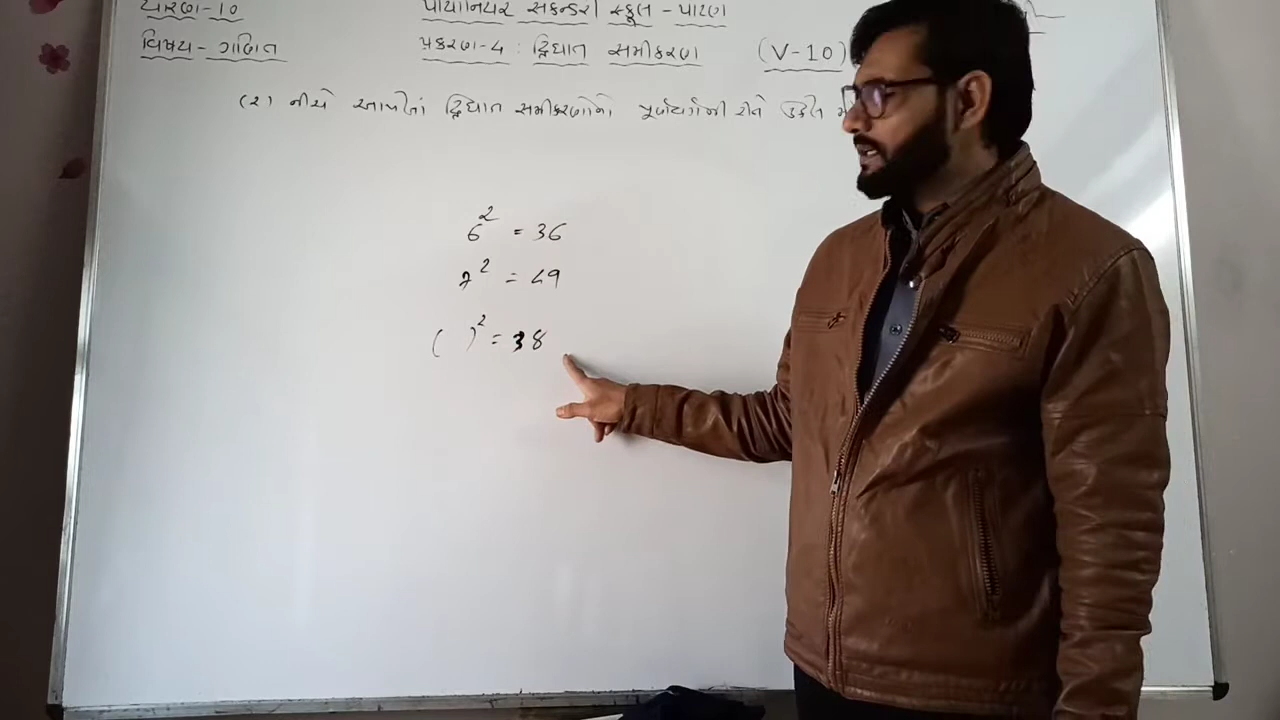 ધોરણ-10 પાયોનિયર સેકન્ડરી સ્કૂલ - પાટણ
વિષય - ગણિત પ્રકરણ-4 : દ્વિઘાત સમીકરણ (V-10)
(૨) નીચે આપેલાં દ્વિઘાત સમીકરણોનો પૂર્ણવર્ગની રીતે ઉકેલ
6² = 36
7² = 49
( )² = 38